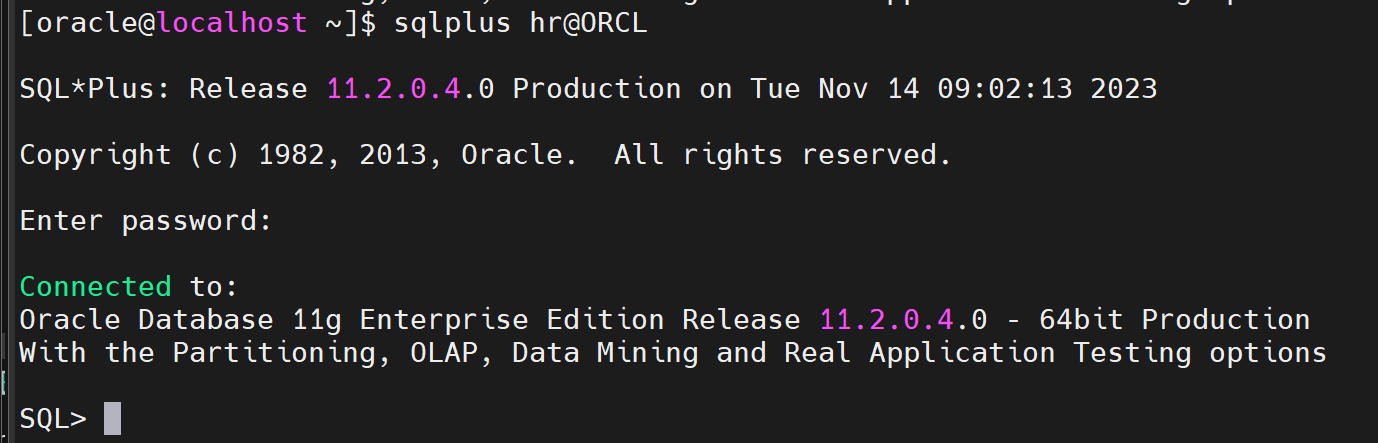 [oracle@localhost ~]$ sqlplus hr@ORCL
SQL*Plus: Release 11.2.0.4.0 Production on Tue Nov 14 09:02:13 2023
Copyright (c) 1982, 2013, Oracle.  All rights reserved.
Enter password:
Connected to:
Oracle Database 11g Enterprise Edition Release 11.2.0.4.0 - 64bit Production
With the Partitioning, OLAP, Data Mining and Real Application Testing options
SQL>